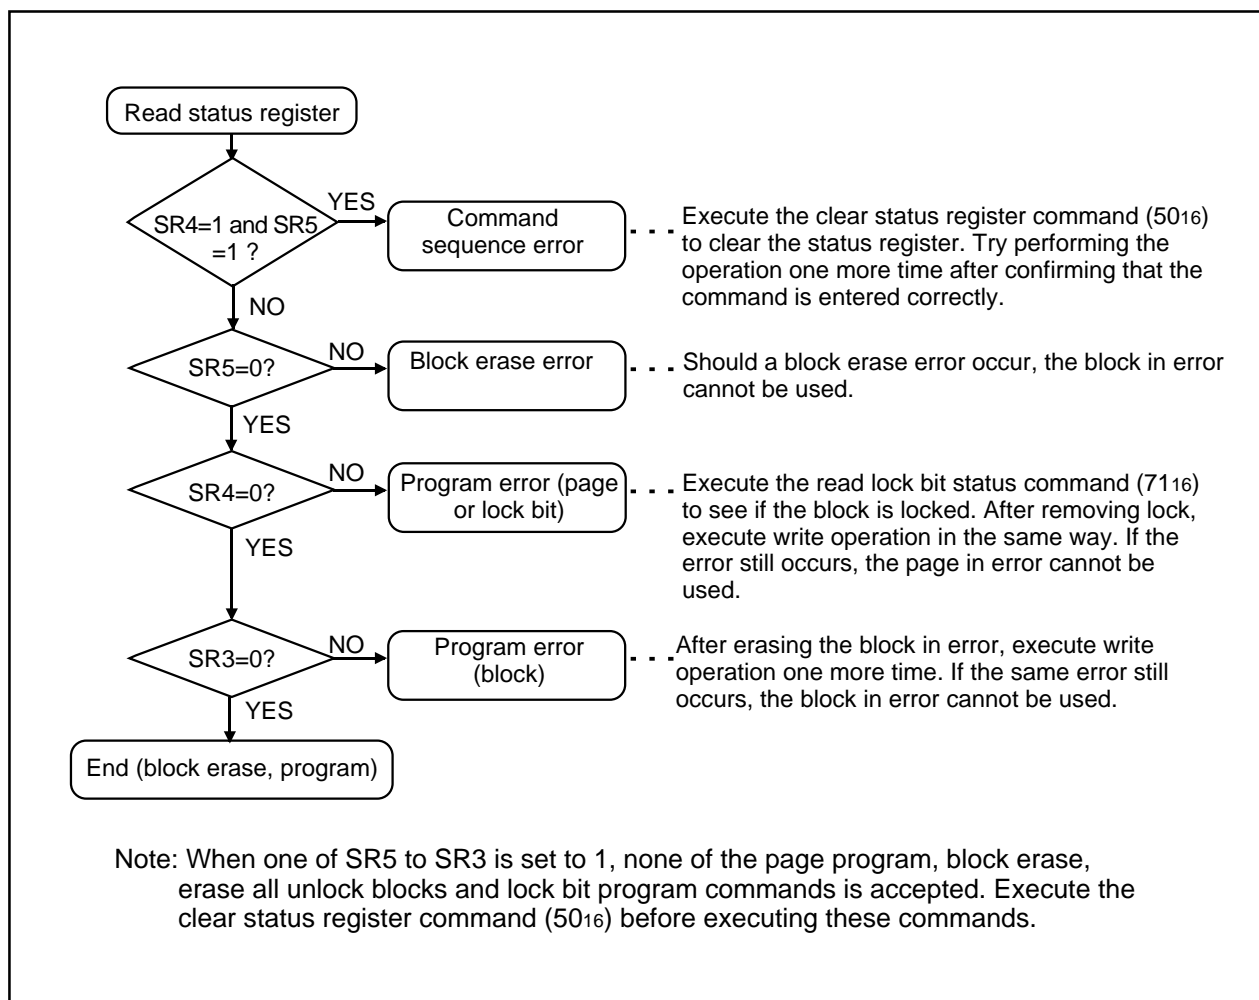 Read status register
SR4=1 and SR5
=1 ?
YES
Command
sequence error
Execute the clear status register command (5016)
to clear the status register. Try performing the
operation one more time after confirming that the
command is entered correctly.
NO
SR5=0?
NO
Block erase error
Should a block erase error occur, the block in error
cannot be used.
YES
SR4=0?
NO
Program error (page
or lock bit)
Execute the read lock bit status command (7116)
to see if the block is locked. After removing lock,
execute write operation in the same way. If the
error still occurs, the page in error cannot be
used.
YES
SR3=0?
NO
Program error
(block)
After erasing the block in error, execute write
operation one more time. If the same error still
occurs, the block in error cannot be used.
YES
End (block erase, program)
Note: When one of SR5 to SR3 is set to 1, none of the page program, block erase,
erase all unlock blocks and lock bit program commands is accepted. Execute the
clear status register command (5016) before executing these commands.